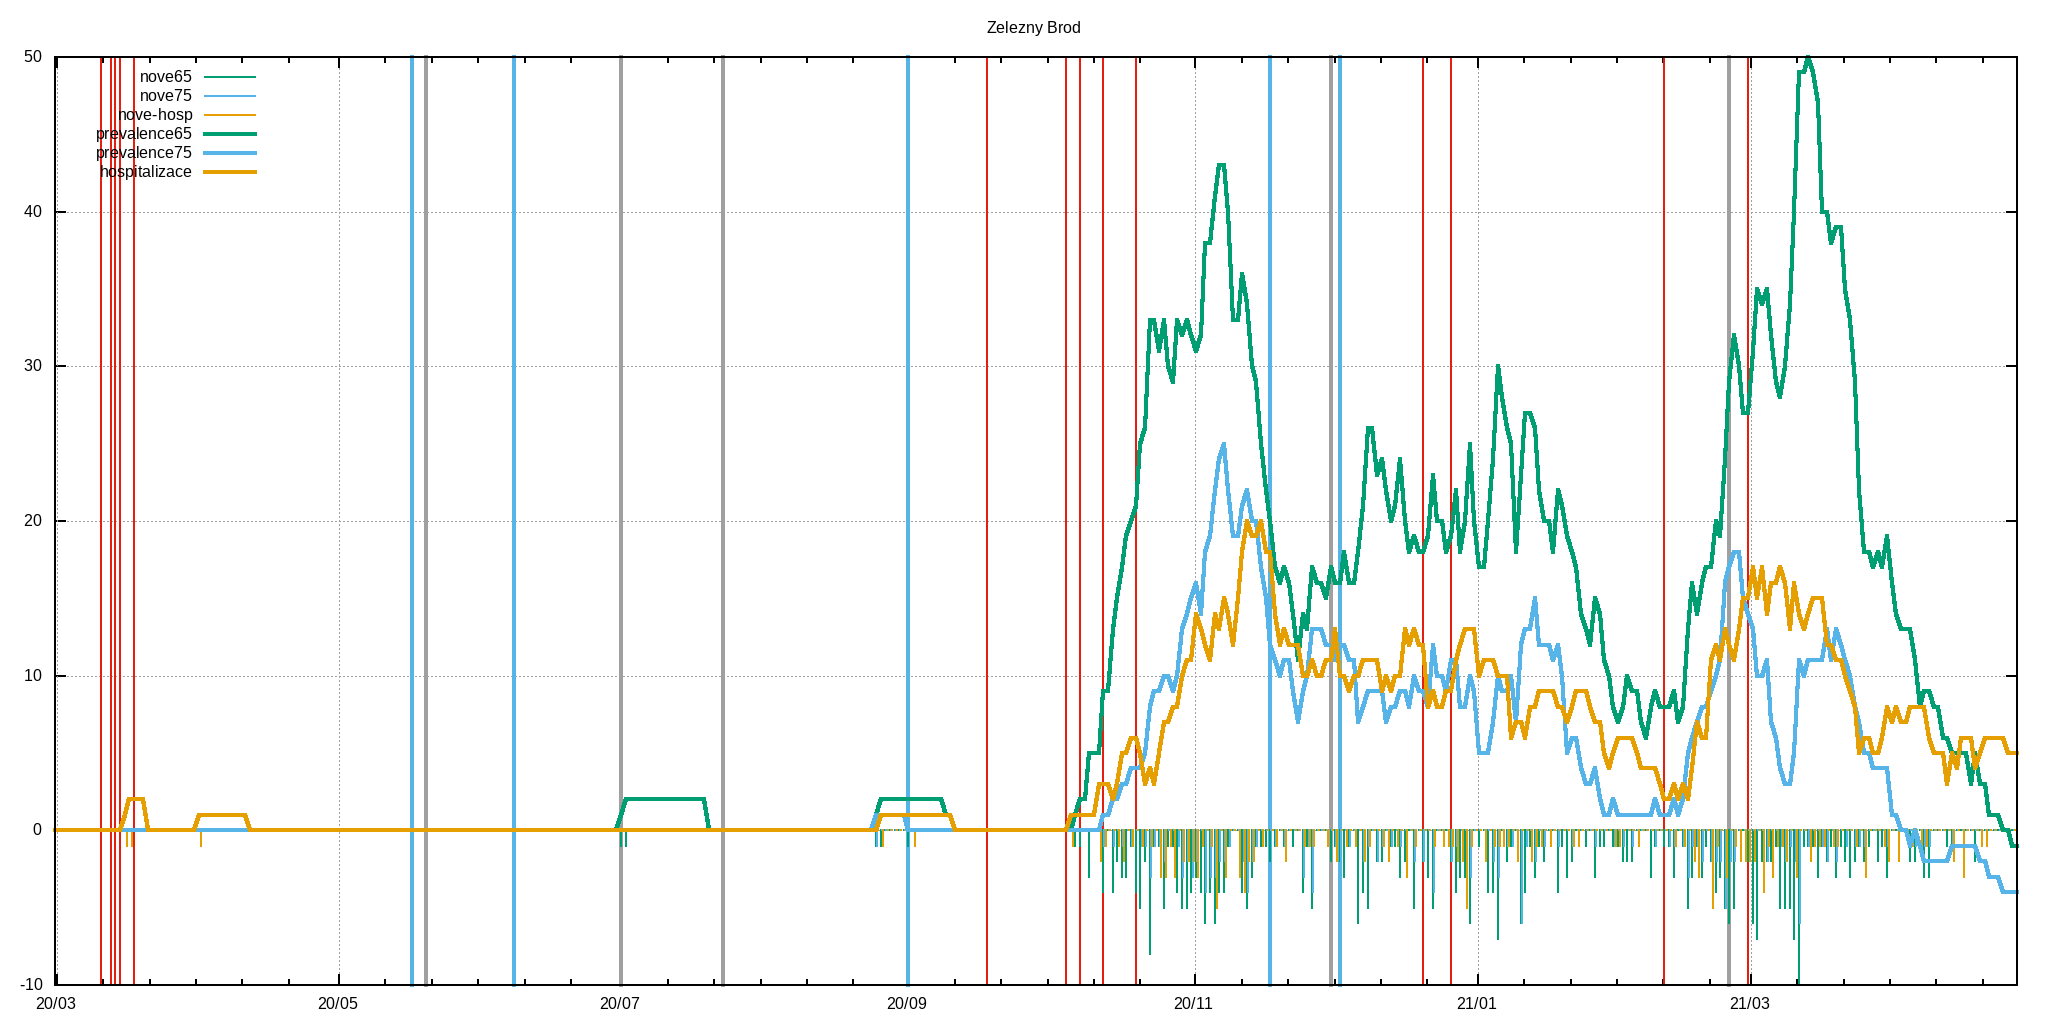 Zelezny Brod
50
40
30
20
10
0
-10
nove65
nove75
nove-hosp
prevalence65
prevalence75
hospitalizace
20/03 20/05 20/07 20/09 20/11 21/01 21/03